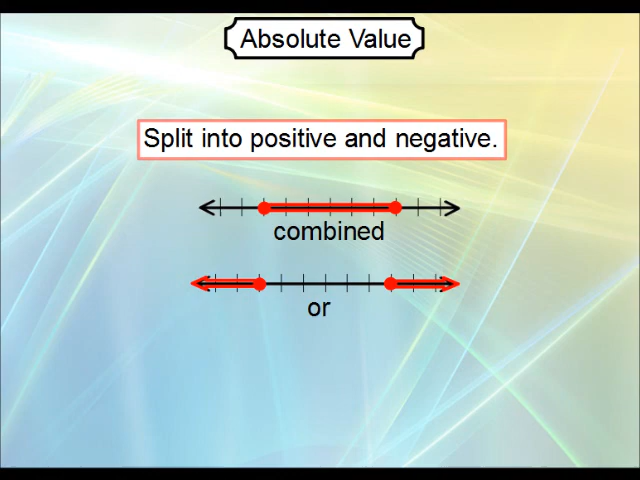 Absolute Value
Split into positive and negative.
combined
or